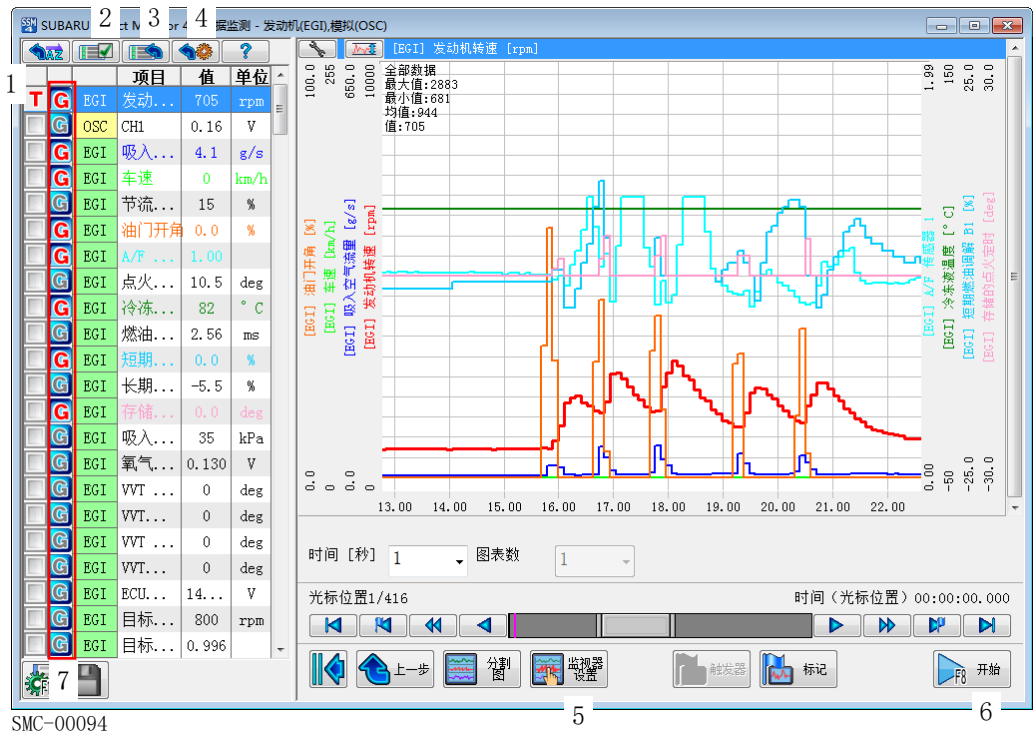 2 3 4
SUBARU ct M or 4 据监测 - 发动机(EGI),模拟(OSC)
AZ ?
[EGI] 发动机转速 [rpm]
1
项目 值 单位
T G EGI 发动... 705 rpm
G OSC CH1 0.16 V
G EGI 吸入... 4.1 g/s
G EGI 车速 0 km/h
G EGI 节流... 15 %
G EGI 油门开角 0.0 %
G EGI A/F ... 1.00
G EGI 点火... 10.5 deg
G EGI 冷冻... 82 °C
G EGI 燃油... 2.56 ms
G EGI 短期... 0.0 %
G EGI 长期... -5.5 %
G EGI 存储... 0.0 deg
G EGI 吸入... 35 kPa
G EGI 氧气... 0.130 V
G EGI VVT ... 0 deg
G EGI VVT... 0 deg
G EGI VVT ... 0 deg
G EGI VVT... 0 deg
G EGI ECU... 14... V
G EGI 目标... 800 rpm
G EGI 目标... 0.996
7
1000.0 255 650.0 10000
全部数据
最大值:2883
最小值:681
均值:944
值:705
1.99 150 25.0 30.0
[EGI] 油门开角 [%]
[EGI] 车速 [km/h]
[EGI] 吸入空气流量 [g/s]
[EGI] 发动机转速 [rpm]
[EGI] A/F 传感器 1
[EGI] 冷冻液温度 [°C]
[EGI] 短期燃油调解 B1 [%]
[EGI] 存储的点火定时 [deg]
0.0 0 0.0 0
0.00 -50 -25.0 -30.0
13.00 14.00 15.00 16.00 17.00 18.00 19.00 20.00 21.00 22.00
时间 [秒] 1 图表数 1
光标位置1/416 时间（光标位置）00:00:00.000
上一步 分割图 监视器设置 触发器 标记 F8 开始
5 6
SMC-00094